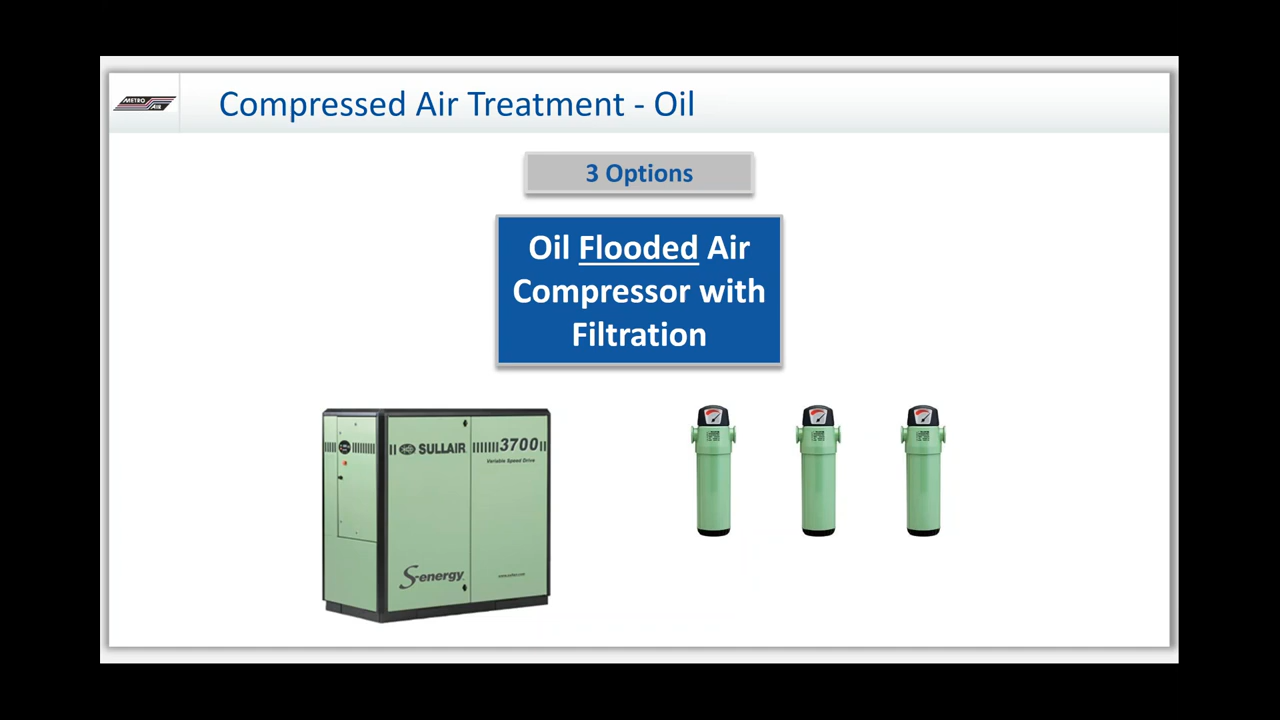 METRO
AIR
Compressed Air Treatment - Oil
3 Options
Oil Flooded Air
Compressor with
Filtration
SULLAIR
3700
Variable Speed Drive
S-energy